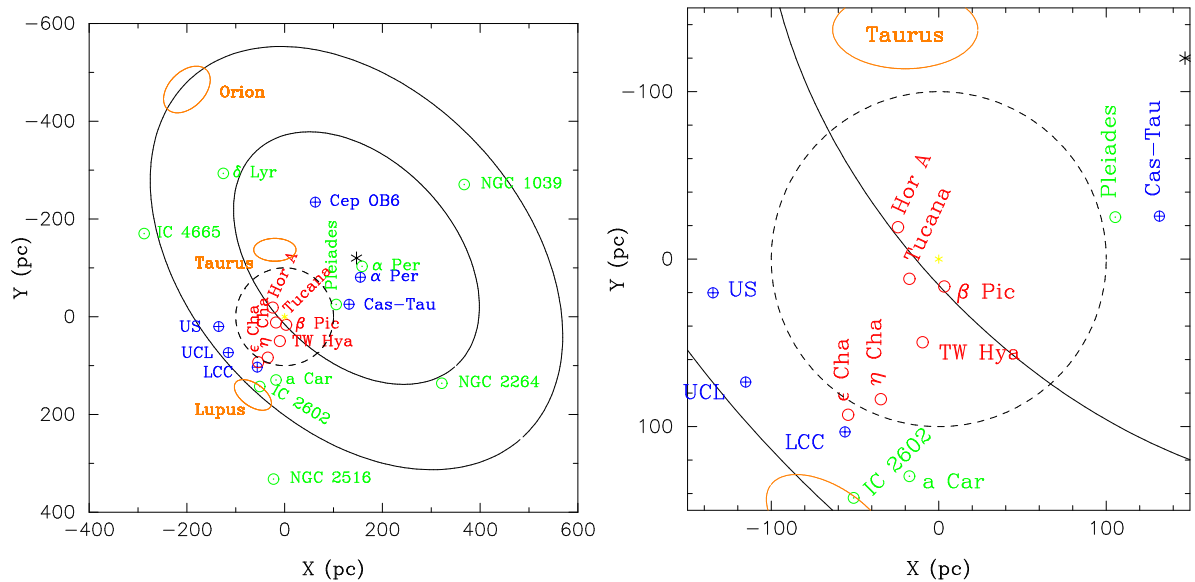 −600
−400
−200
0
200
400
−400
−200
0
200
400
600
X (pc)
Y (pc)
Orion
δ Lyr
NGC 1039
Cep OB6
IC 4665
Taurus
Hor A
Tucana
Pleiades
α Per
α Per
Cas−Tau
US
UCL
LCC
ϵ Cha
η Cha
β Pic
TW Hya
a Car
IC 2602
Lupus
NGC 2264
NGC 2516
−100
0
100
−100
0
100
X (pc)
Y (pc)
Taurus
Pleiades
Cas−Tau
Hor A
Tucana
US
β Pic
TW Hya
UCL
ϵ Cha
η Cha
LCC
IC 2602
a Car